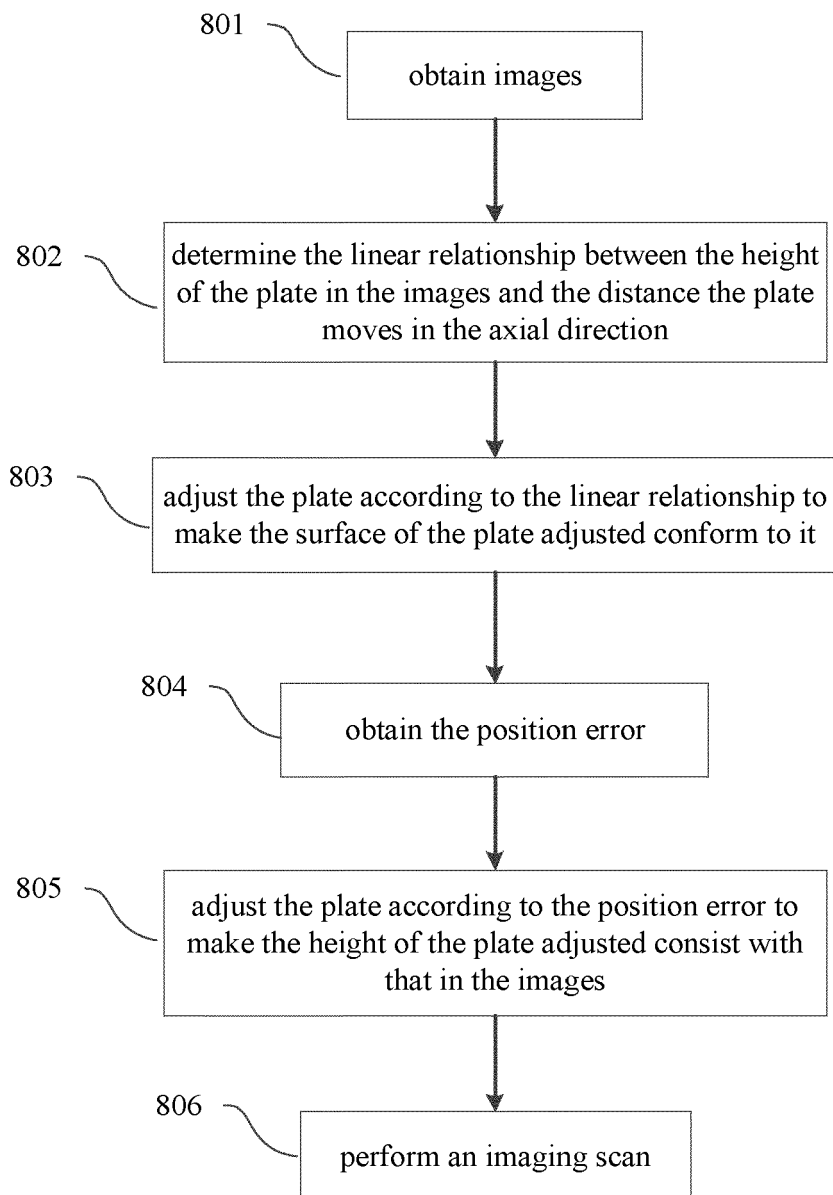 801
obtain images
802
determine the linear relationship between the height
of the plate in the images and the distance the plate
moves in the axial direction
803
adjust the plate according to the linear relationship to
make the surface of the plate adjusted conform to it
804
obtain the position error
805
adjust the plate according to the position error to
make the height of the plate adjusted consist with
that in the images
806
perform an imaging scan